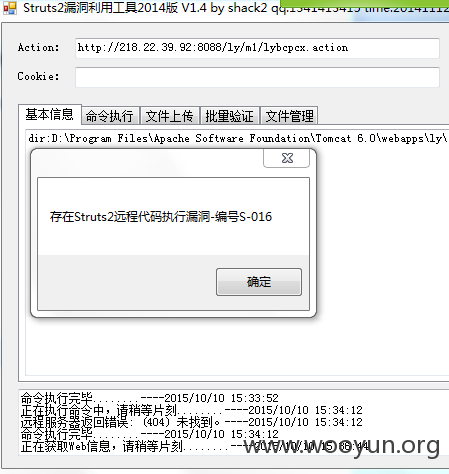 Struts2漏洞利用工具2014版 V1.4 by shack2 qq:1341413415 time:20141112
Action: http://218.22.39.92:8088/ly/m1/lybcpcx.action
Cookie:
基本信息 命令执行 文件上传 批量验证 文件管理
dir:D:\Program Files\Apache Software Foundation\Tomcat 6.0\webapps\ly\
存在Struts2远程代码执行漏洞-编号S-016
确定
命令执行完毕........----2015/10/10 15:33:52
正在执行命令中，请稍等片刻........----2015/10/10 15:34:12
远程服务器返回错误: (404) 未找到。----2015/10/10 15:34:12
命令执行完毕........----2015/10/10 15:34:12
正在获取Web信息，请稍等片刻........----2015/10/10 15:36:44
www.wooyun.org